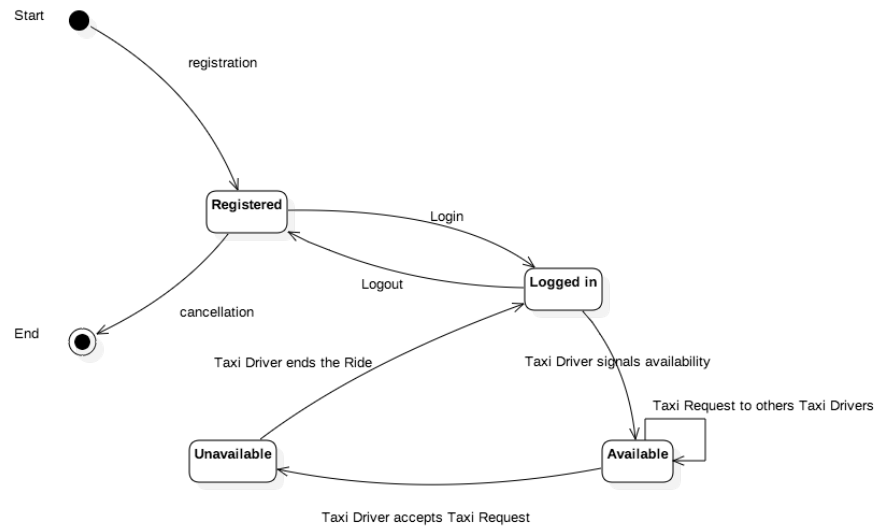 Start
registration
Registered
Login
Logged in
Logout
cancellation
End
Taxi Driver ends the Ride
Taxi Driver signals availability
Taxi Request to others Taxi Drivers
Unavailable
Available
Taxi Driver accepts Taxi Request